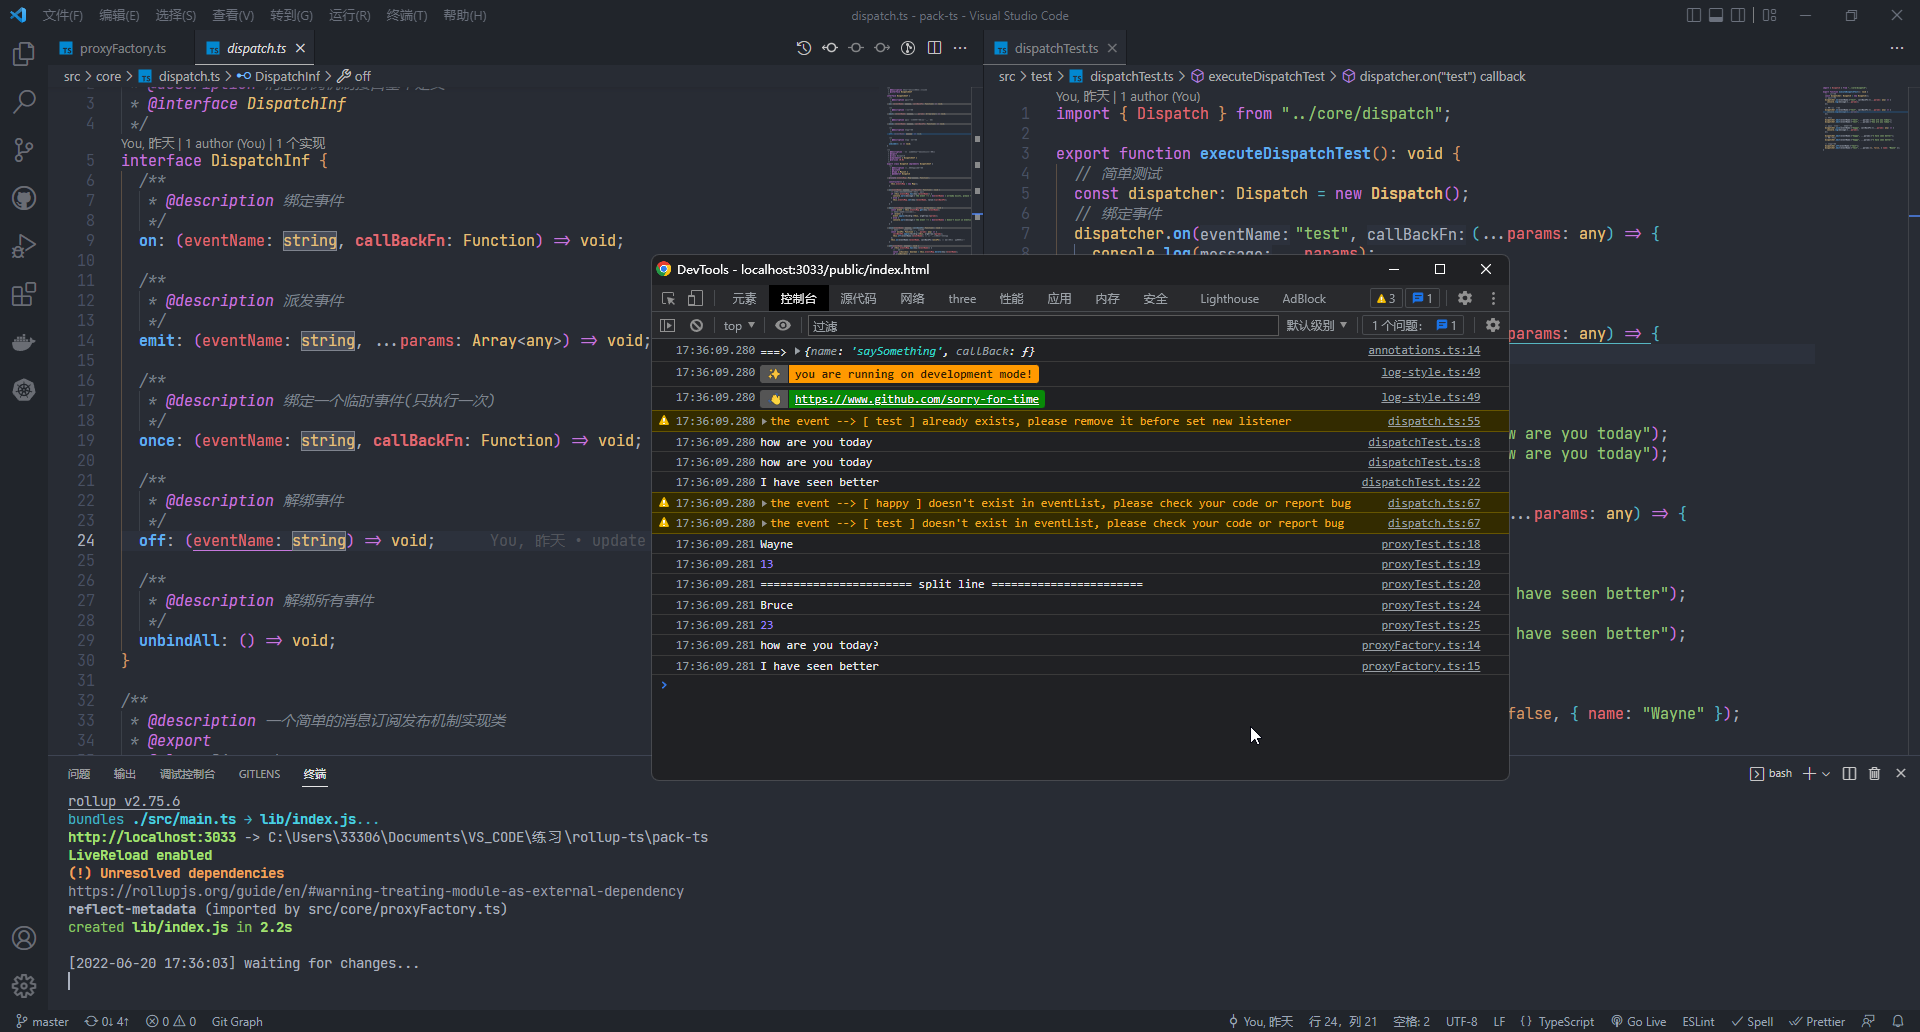 文件(F) 编辑(E) 选择(S) 查看(V) 转到(G) 运行(R) 终端(T) 帮助(H)
dispatch.ts - pack-ts - Visual Studio Code
proxyFactory.ts
dispatch.ts
src > core > dispatch.ts > DispatchInf > off
3 * @interface DispatchInf
4 */
You, 昨天 | 1 author (You) | 1 个实现
5 interface DispatchInf {
6 /**
7 * @description 绑定事件
8 */
9 on: (eventName: string, callBackFn: Function) => void;
10
11 /**
12 * @description 派发事件
13 */
14 emit: (eventName: string, ...params: Array<any>) => void;
15
16 /**
17 * @description 绑定一个临时事件(只执行一次)
18 */
19 once: (eventName: string, callBackFn: Function) => void;
20
21 /**
22 * @description 解绑事件
23 */
24 off: (eventName: string) => void; You, 昨天 • update
25
26 /**
27 * @description 解绑所有事件
28 */
29 unbindAll: () => void;
30 }
31
32 /**
33 * @description 一个简单的消息订阅发布机制实现类
34 * @export
dispatchTest.ts
src > test > dispatchTest.ts > executeDispatchTest > dispatcher.on("test") callback
You, 昨天 | 1 author (You)
1 import { Dispatch } from "../core/dispatch";
2
3 export function executeDispatchTest(): void {
4 // 简单测试
5 const dispatcher: Dispatch = new Dispatch();
6 // 绑定事件
7 dispatcher.on(eventName: "test", callBackFn: (...params: any) => {
8 console.log(message: ...params);
params: any) => {
w are you today");
w are you today");
...params: any) => {
have seen better");
have seen better");
false, { name: "Wayne" });
DevTools - localhost:3033/public/index.html
元素 控制台 源代码 网络 three 性能 应用 内存 安全 Lighthouse AdBlock 3 1
top 过滤 默认级别 1 个问题: 1
17:36:09.280 ===> {name: 'saySomething', callBack: ƒ} annotations.ts:14
17:36:09.280 ✨ you are running on development mode! log-style.ts:49
17:36:09.280 👋 https://www.github.com/sorry-for-time log-style.ts:49
17:36:09.280 the event --> [ test ] already exists, please remove it before set new listener dispatch.ts:55
17:36:09.280 how are you today dispatchTest.ts:8
17:36:09.280 how are you today dispatchTest.ts:8
17:36:09.280 I have seen better dispatchTest.ts:22
17:36:09.280 the event --> [ happy ] doesn't exist in eventList, please check your code or report bug dispatch.ts:67
17:36:09.280 the event --> [ test ] doesn't exist in eventList, please check your code or report bug dispatch.ts:67
17:36:09.281 Wayne proxyTest.ts:18
17:36:09.281 13 proxyTest.ts:19
17:36:09.281 ======================= split line ======================= proxyTest.ts:20
17:36:09.281 Bruce proxyTest.ts:24
17:36:09.281 23 proxyTest.ts:25
17:36:09.281 how are you today? proxyFactory.ts:14
17:36:09.281 I have seen better proxyFactory.ts:15
>
问题 输出 调试控制台 GITLENS 终端
bash
rollup v2.75.6
bundles ./src/main.ts → lib/index.js...
http://localhost:3033 -> C:\Users\33306\Documents\VS_CODE\练习\rollup-ts\pack-ts
LiveReload enabled
(!) Unresolved dependencies
https://rollupjs.org/guide/en/#warning-treating-module-as-external-dependency
reflect-metadata (imported by src/core/proxyFactory.ts)
created lib/index.js in 2.2s
[2022-06-20 17:36:03] waiting for changes...
master 0↓ 4↑ 0 0 Git Graph
You, 昨天 行 24, 列 21 空格: 2 UTF-8 LF {} TypeScript Go Live ESLint Spell Prettier